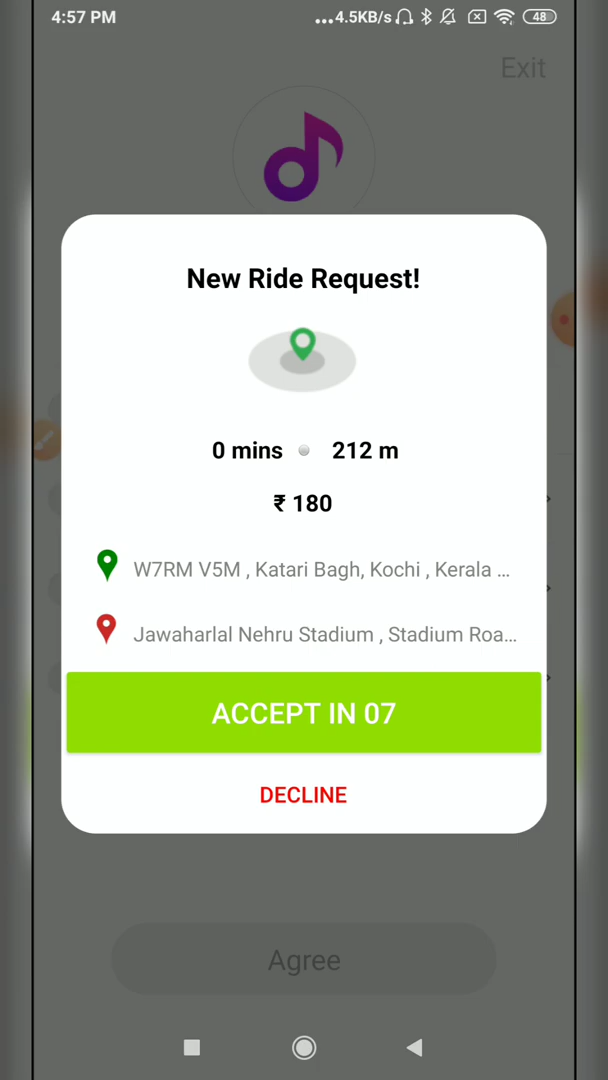 4:57 PM
...4.5KB/s
48
Exit
New Ride Request!
0 mins 212 m
₹ 180
W7RM V5M , Katari Bagh, Kochi , Kerala ...
Jawaharlal Nehru Stadium , Stadium Roa...
ACCEPT IN 07
DECLINE
Agree